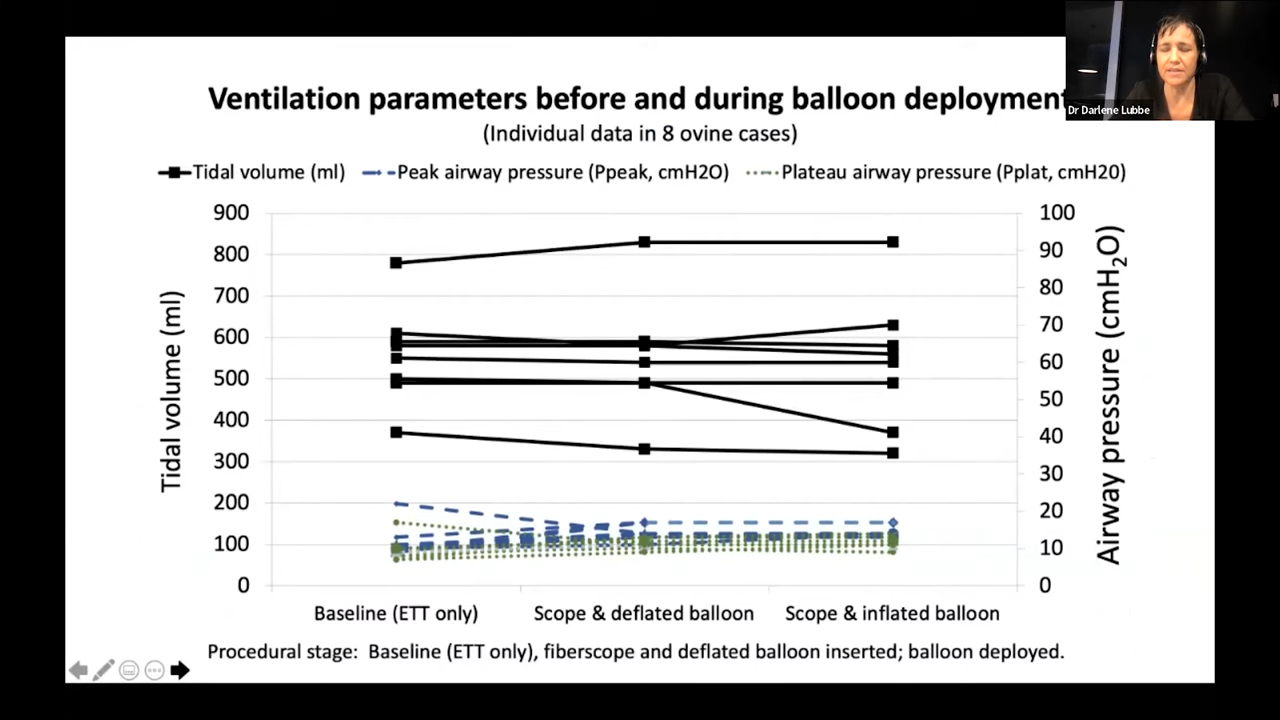 Ventilation parameters before and during balloon deployment
(Individual data in 8 ovine cases)
Dr Darlene Lubbe
Tidal volume (ml) Peak airway pressure (Ppeak, cmH2O) Plateau airway pressure (Pplat, cmH20)
900
800
700
600
500
400
300
200
100
0
Tidal volume (ml)
100
90
80
70
60
50
40
30
20
10
0
Airway pressure (cmH₂O)
Baseline (ETT only) Scope & deflated balloon Scope & inflated balloon
Procedural stage: Baseline (ETT only), fiberscope and deflated balloon inserted; balloon deployed.